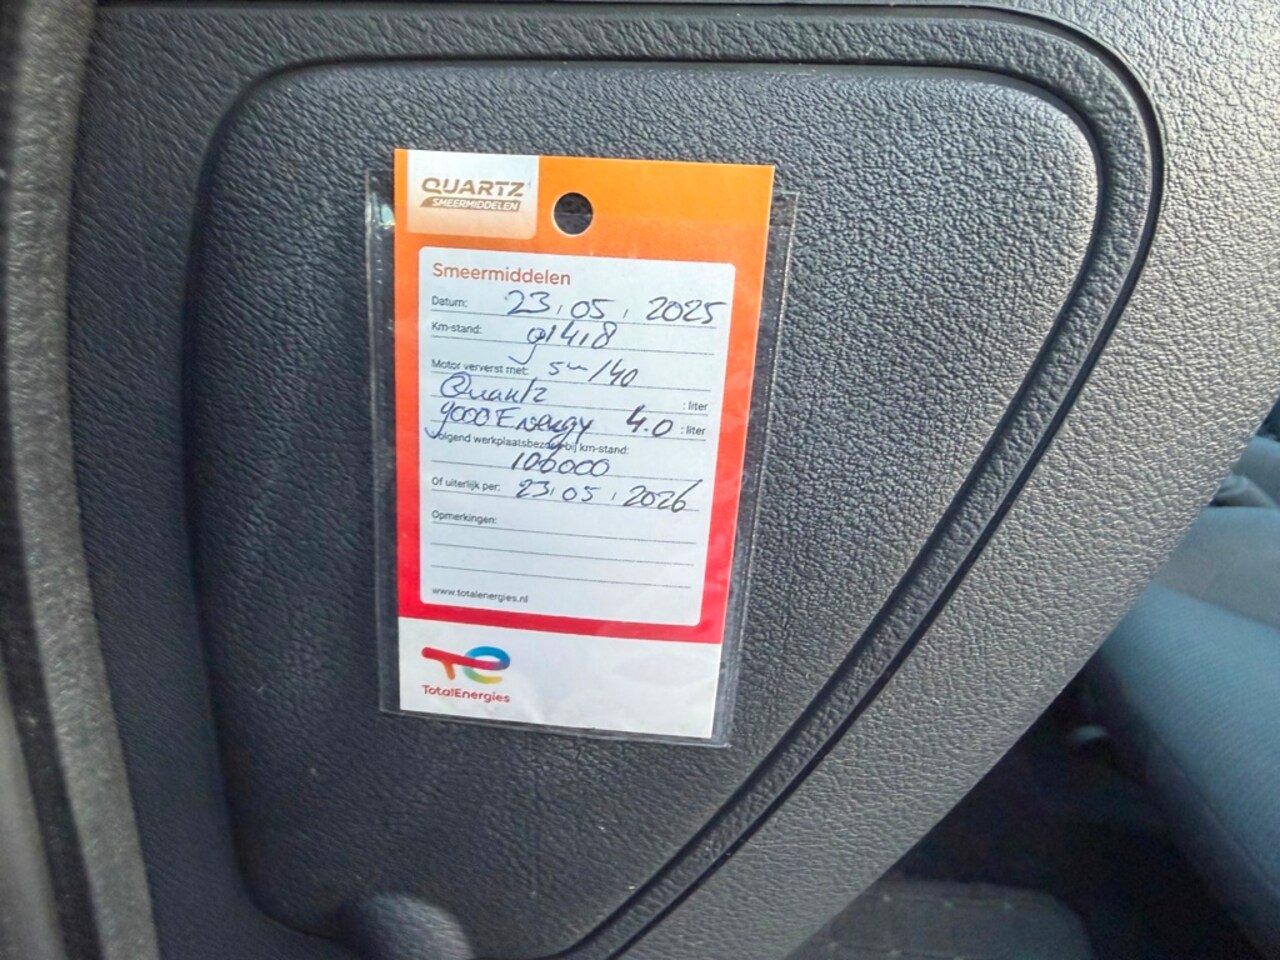 QUARTZ
SMEERMIDDELEN
Smeermiddelen
Datum: 23.05.2025
Km-stand: 91418
Motor ververst met: 5w/40
Quartz : liter
9000 Energy 4.0 : liter
Volgend werkplaatsbezoek bij km-stand:
106000
Of uiterlijk per: 23.05.2026
Opmerkingen:
www.totalenergies.nl
TotalEnergies